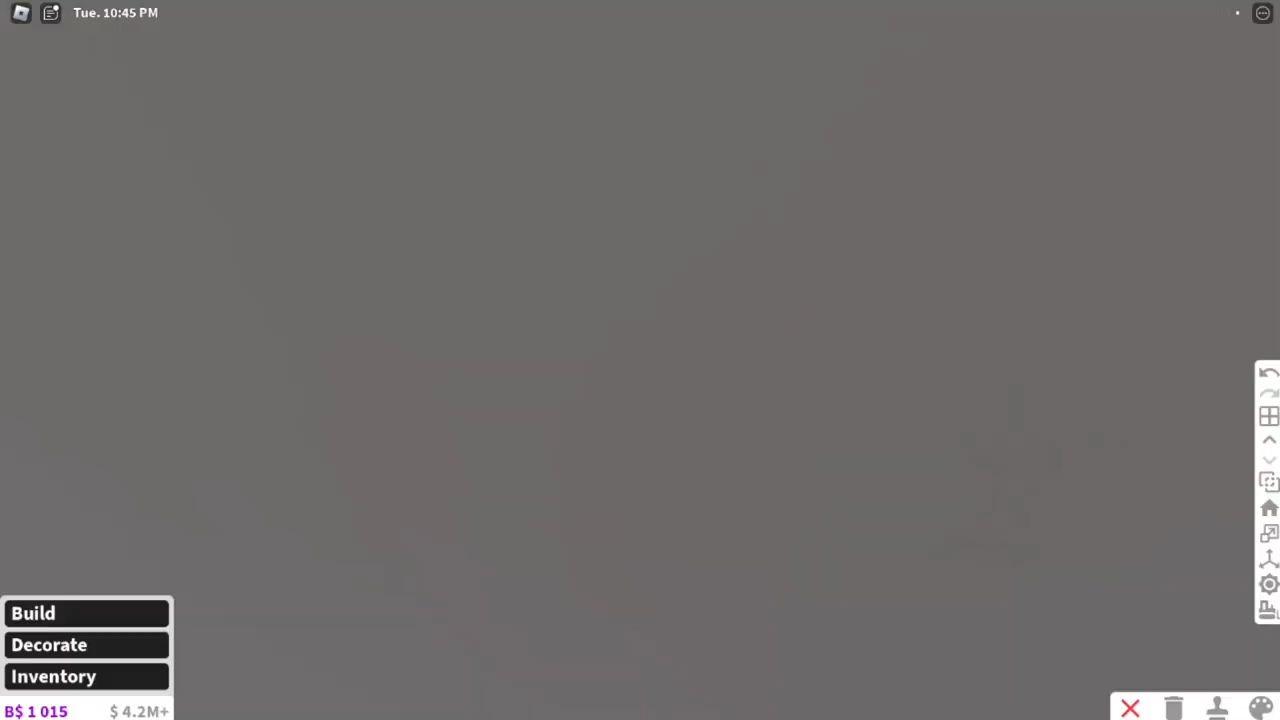 Tue. 10:45 PM
Build
Decorate
Inventory
B$ 1 015 $ 4.2M+